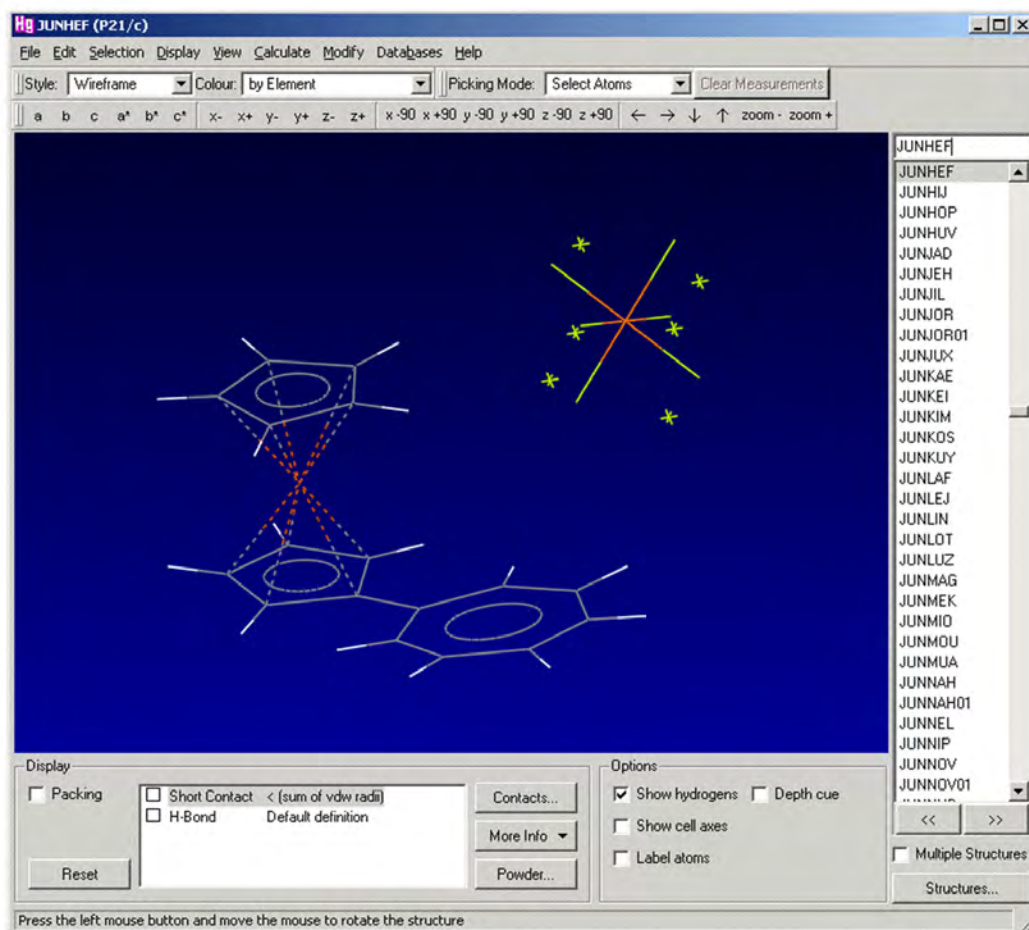 Hg JUNHEF (P21/c)
File Edit Selection Display View Calculate Modify Databases Help
Style: Wireframe Colour: by Element Picking Mode: Select Atoms Clear Measurements
a b c a* b* c* x- x+ y- y+ z- z+ x -90 x +90 y -90 y +90 z -90 z +90 ← → ↓ ↑ zoom - zoom +
JUNHEF
JUNHEF
JUNHIJ
JUNHOP
JUNHUV
JUNJAD
JUNJEH
JUNJIL
JUNJOR
JUNJOR01
JUNJUX
JUNKAE
JUNKEI
JUNKIM
JUNKOS
JUNKUY
JUNLAF
JUNLEJ
JUNLIN
JUNLOT
JUNLUZ
JUNMAG
JUNMEK
JUNMIO
JUNMOU
JUNMUA
JUNNAH
JUNNAH01
JUNNEL
JUNNIP
JUNNOV
JUNNOV01
<< >>
Multiple Structures
Structures...
Display
Packing
Short Contact < (sum of vdw radii)
H-Bond Default definition
Contacts...
More Info
Powder...
Reset
Options
Show hydrogens Depth cue
Show cell axes
Label atoms
Press the left mouse button and move the mouse to rotate the structure